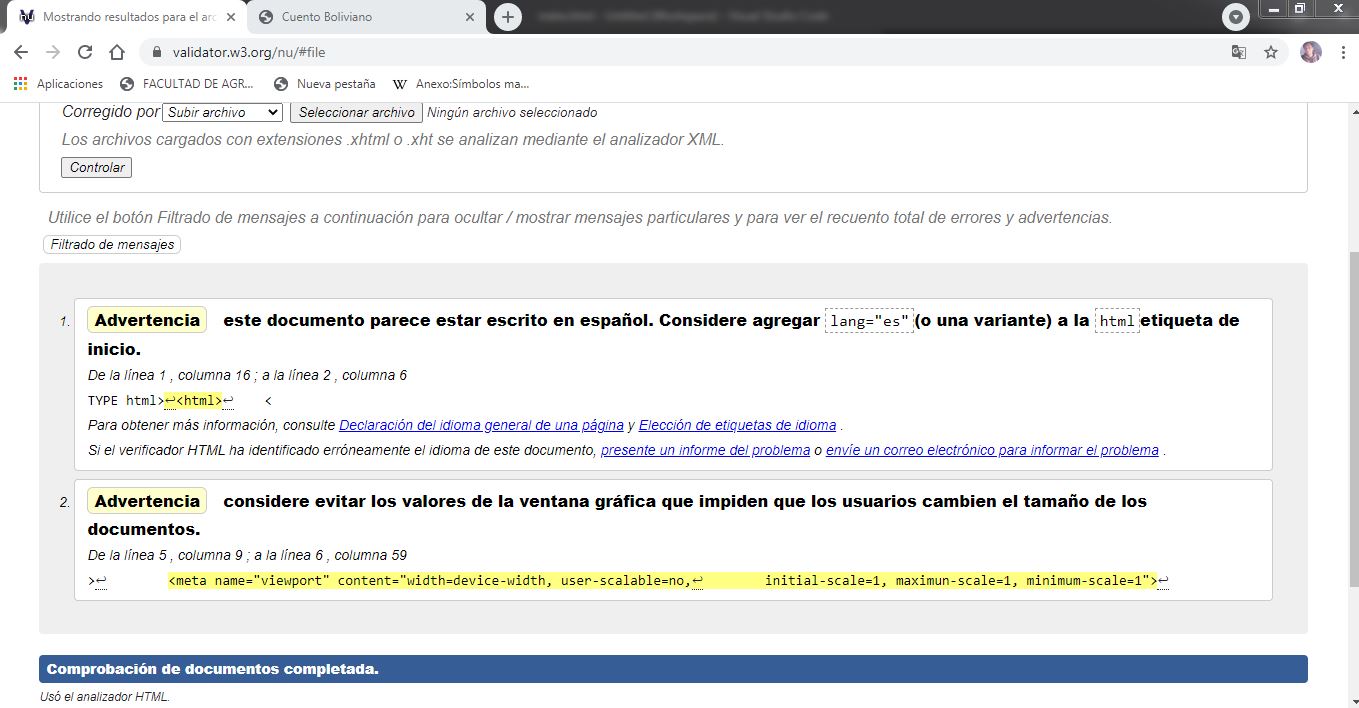 Mostrando resultados para el arc
Cuento Boliviano
validator.w3.org/nu/#file
Aplicaciones
FACULTAD DE AGR...
Nueva pestaña
W Anexo:Símbolos ma...
Corregido por Subir archivo Seleccionar archivo Ningún archivo seleccionado
Los archivos cargados con extensiones .xhtml o .xht se analizan mediante el analizador XML.
Controlar
Utilice el botón Filtrado de mensajes a continuación para ocultar / mostrar mensajes particulares y para ver el recuento total de errores y advertencias.
Filtrado de mensajes
1. Advertencia este documento parece estar escrito en español. Considere agregar lang="es" (o una variante) a la html etiqueta de
inicio.
De la línea 1 , columna 16 ; a la línea 2 , columna 6
TYPE html>↩<html>↩ <
Para obtener más información, consulte Declaración del idioma general de una página y Elección de etiquetas de idioma .
Si el verificador HTML ha identificado erróneamente el idioma de este documento, presente un informe del problema o envíe un correo electrónico para informar el problema .
2. Advertencia considere evitar los valores de la ventana gráfica que impiden que los usuarios cambien el tamaño de los
documentos.
De la línea 5 , columna 9 ; a la línea 6 , columna 59
>↩ <meta name="viewport" content="width=device-width, user-scalable=no,↩ initial-scale=1, maximun-scale=1, minimum-scale=1">↩
Comprobación de documentos completada.
Usó el analizador HTML.